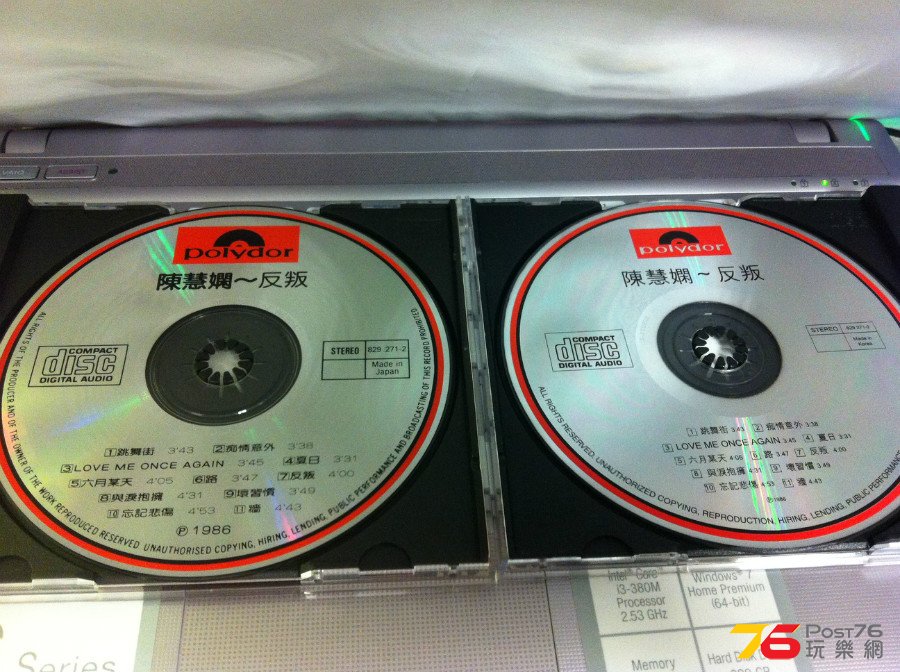 VAIO
ASSIST
polydor
陳慧嫻～反叛
COMPACT
disc
DIGITAL AUDIO
STEREO 829 271-2
Made in
Japan
1 跳舞街 3'43 2 痴情意外 3'38
3 LOVE ME ONCE AGAIN 3'45 4 夏日 3'31
5 六月某天 4'05 6 路 3'47 7 反叛 4'00
8 與淚抱擁 4'31 9 壞習慣 3'49
10 忘記悲傷 4'53 11 牆 4'43
Ⓟ 1986
ALL RIGHTS OF THE PRODUCER AND OF THE OWNER OF THE WORK REPRODUCED RESERVED. UNAUTHORISED COPYING, HIRING, LENDING, PUBLIC PERFORMANCE AND BROADCASTING OF THIS RECORD PROHIBITED
polydor
陳慧嫻～反叛
COMPACT
disc
DIGITAL AUDIO
STEREO 829 271-2
Made in
Korea
1 跳舞街 3:43 2 痴情意外 3:38
3 LOVE ME ONCE AGAIN 3:45 4 夏日 3:31
5 六月某天 4:05 6 路 3:47 7 反叛 4:00
8 與淚抱擁 4:31 9 壞習慣 3:49
10 忘記悲傷 4:53 11 牆 4:43
Ⓟ1986
ALL RIGHTS RESERVED. UNAUTHORIZED COPYING, REPRODUCTION, HIRING, LENDING, PUBLIC PERFORMANCE
Series
Intel® Core™
i3-380M
Processor
2.53 GHz
Windows® 7
Home Premium
(64-bit)
Memory
Hard Disk
76 POST76
玩樂網